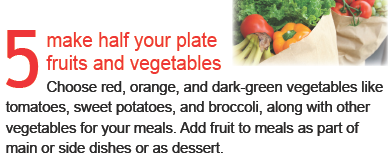 5 make half your plate
fruits and vegetables
Choose red, orange, and dark-green vegetables like
tomatoes, sweet potatoes, and broccoli, along with other
vegetables for your meals. Add fruit to meals as part of
main or side dishes or as dessert.